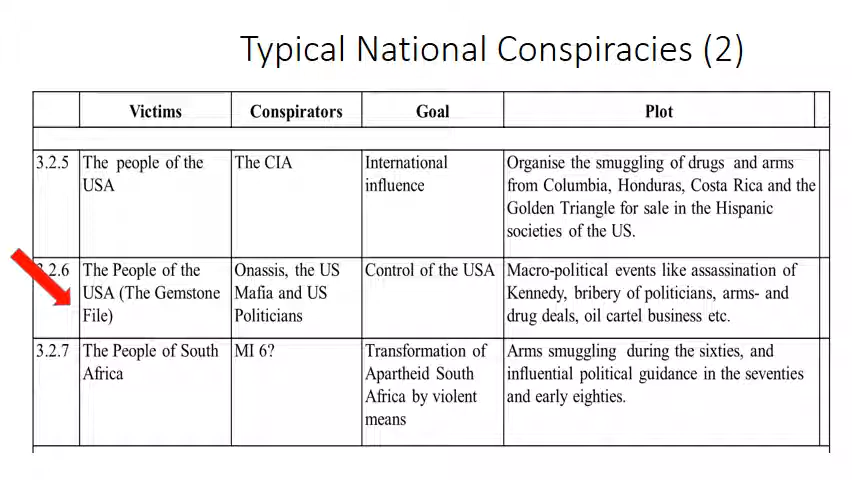 Typical National Conspiracies (2)
Victims Conspirators Goal Plot
3.2.5 The people of the USA The CIA International influence Organise the smuggling of drugs and arms from Columbia, Honduras, Costa Rica and the Golden Triangle for sale in the Hispanic societies of the US.
3.2.6 The People of the USA (The Gemstone File) Onassis, the US Mafia and US Politicians Control of the USA Macro-political events like assassination of Kennedy, bribery of politicians, arms- and drug deals, oil cartel business etc.
3.2.7 The People of South Africa MI 6? Transformation of Apartheid South Africa by violent means Arms smuggling during the sixties, and influential political guidance in the seventies and early eighties.